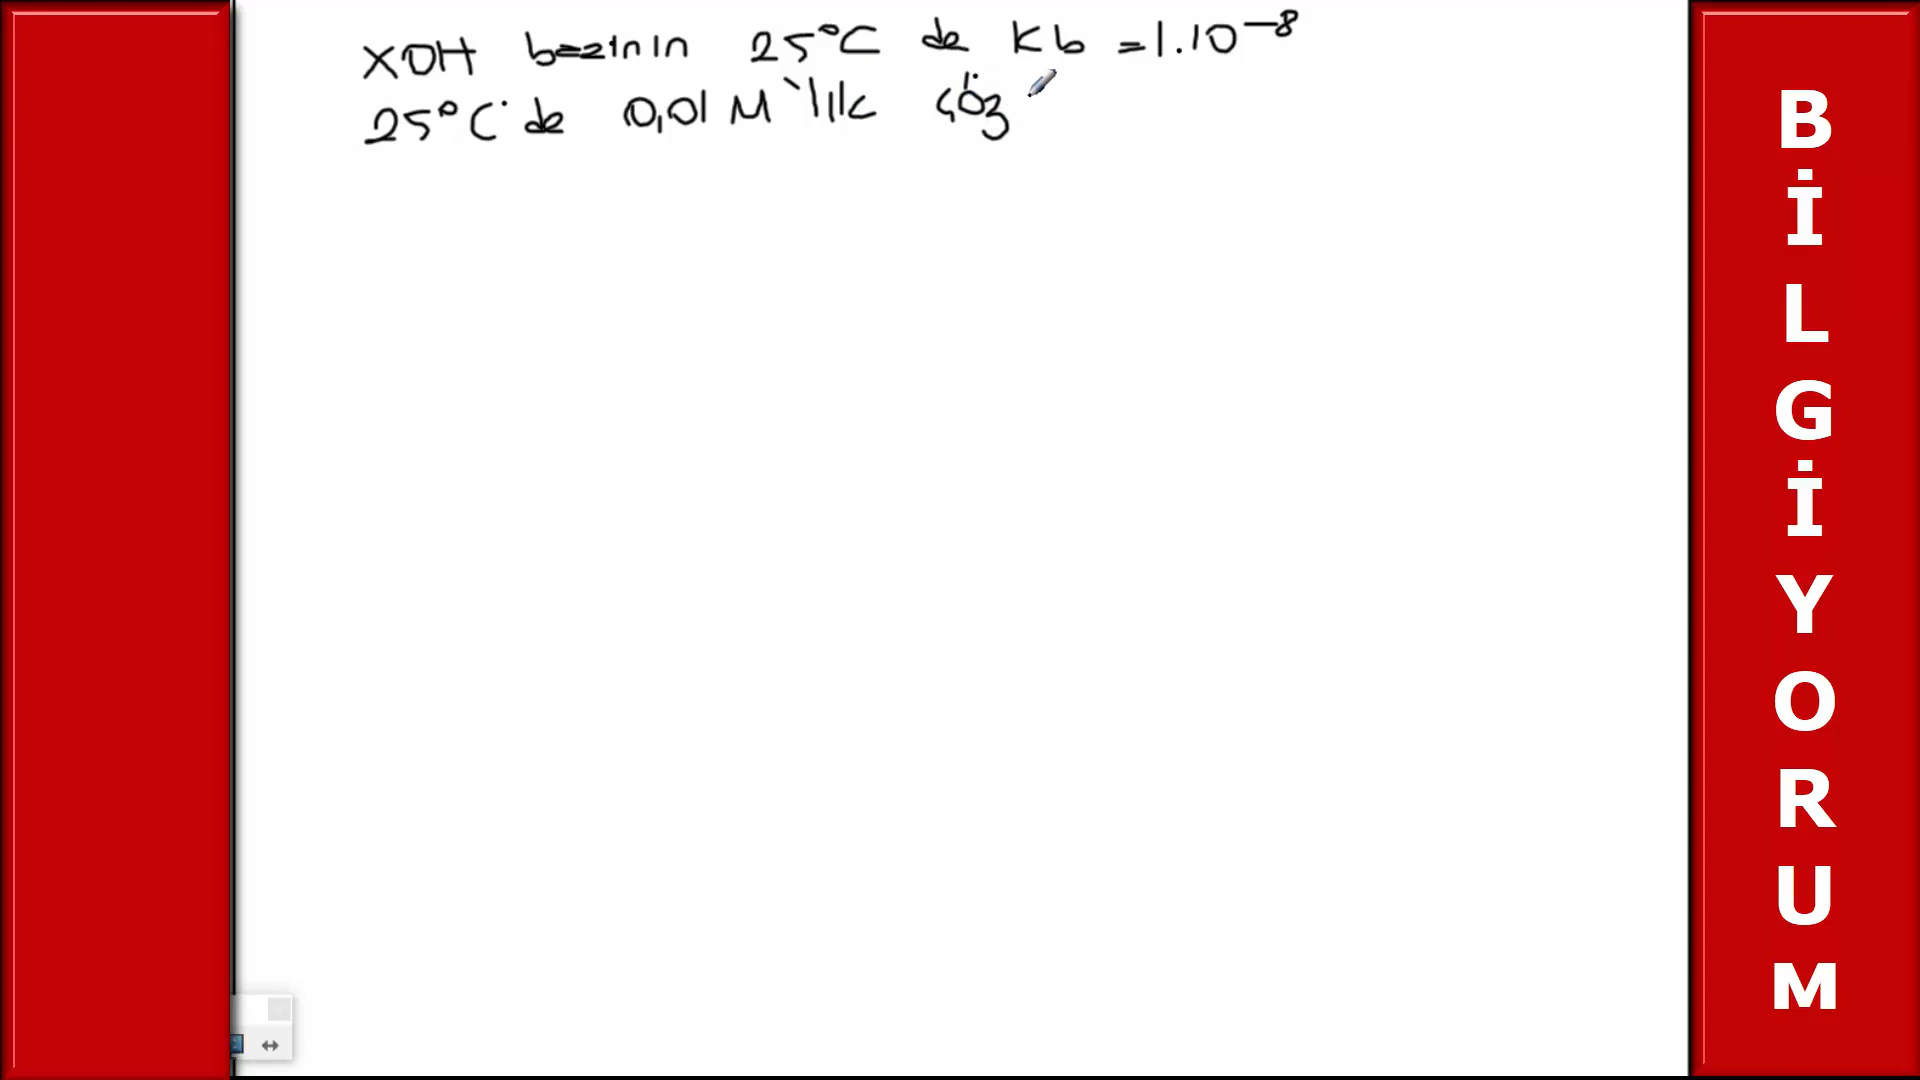 XOH bazının 25°C de Kb = 1.10⁻⁸
25°C de 0,01 M'lık çöz
BİLGİYORUM